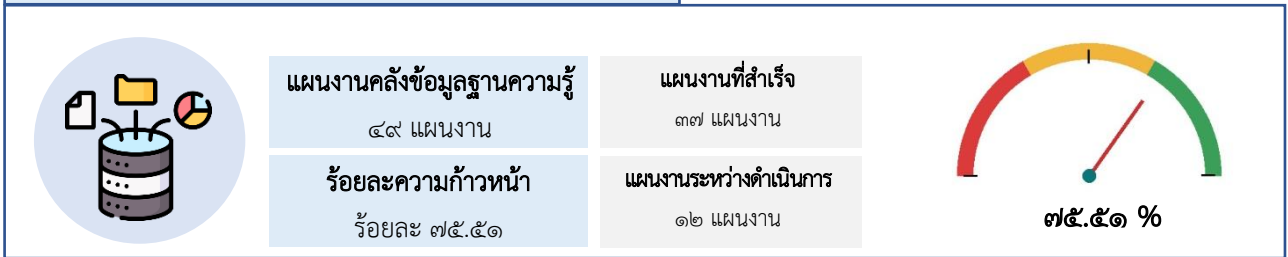 แผนงานคลังข้อมูลฐานความรู้
๔๙ แผนงาน
แผนงานที่สำเร็จ
๓๗ แผนงาน
ร้อยละความก้าวหน้า
ร้อยละ ๗๕.๕๑
แผนงานระหว่างดำเนินการ
๑๒ แผนงาน
๗๕.๕๑ %